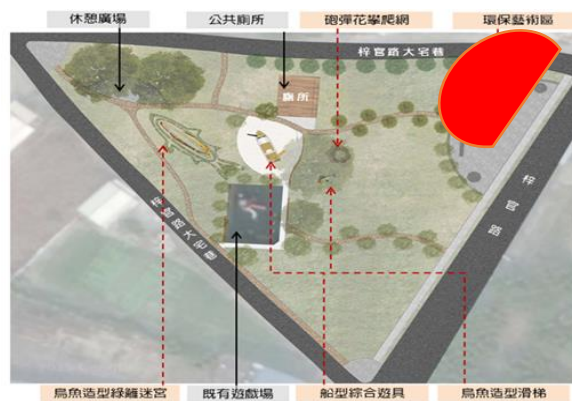 休憩廣場
公共廁所
砲彈花攀爬網
環保藝術區
梓官路大宅巷
廁所
梓官路
梓官路大宅巷
烏魚造型綠籬迷宮
既有遊戲場
船型綜合遊具
烏魚造型滑梯